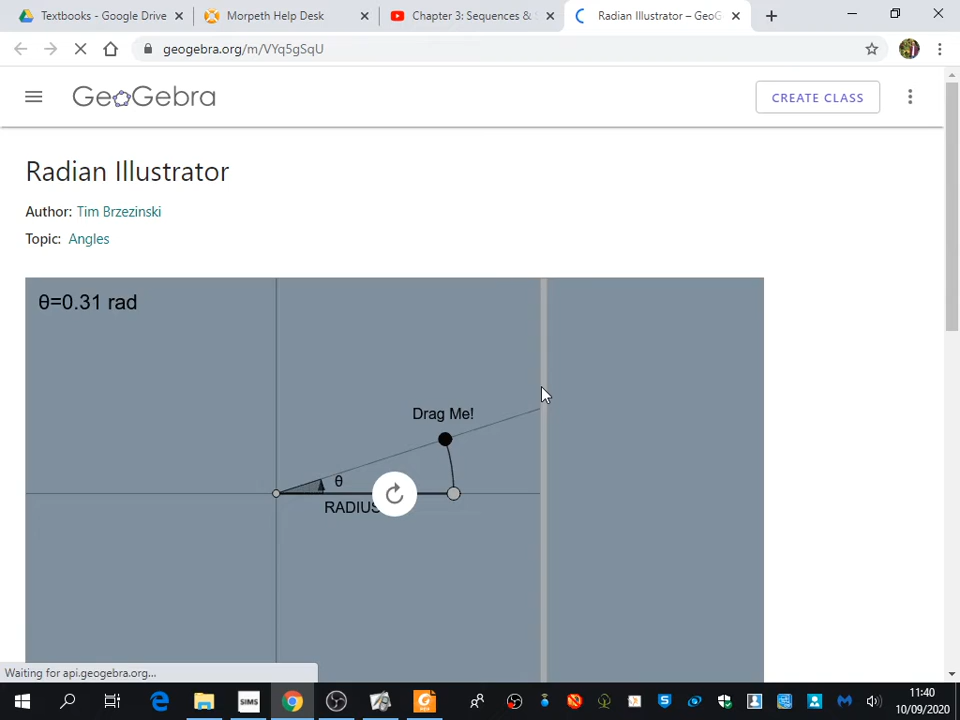 Textbooks - Google Drive
Morpeth Help Desk
Chapter 3: Sequences &
Radian Illustrator – GeoG
geogebra.org/m/VYq5gSqU
GeoGebra
CREATE CLASS
Radian Illustrator
Author: Tim Brzezinski
Topic: Angles
θ=0.31 rad
Drag Me!
θ
RADIUS
Waiting for api.geogebra.org...
SIMS
11:40
10/09/2020